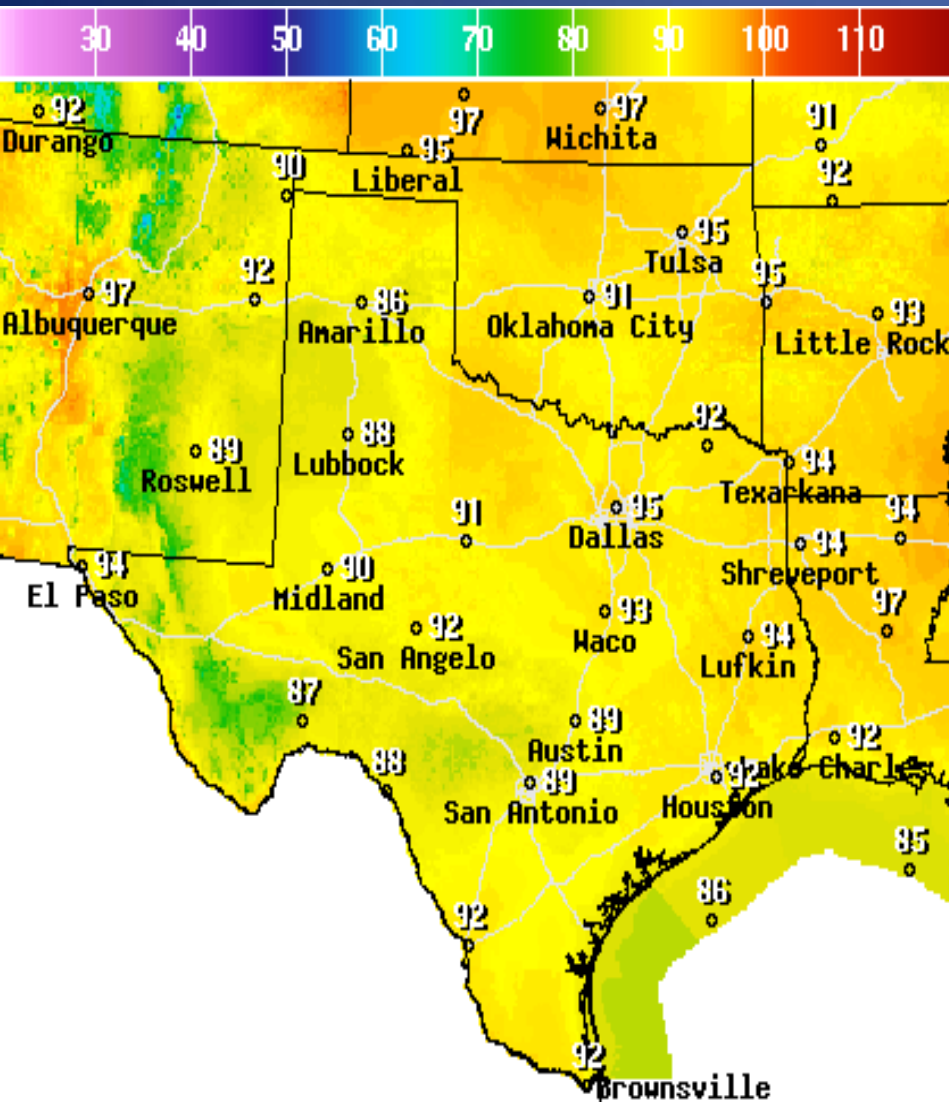 30 40 50 60 70 80 90 100 110
92
Durango
97
97
Wichita
91
95
Liberal
90
92
95
Tulsa
92
95
97
Albuquerque
86
Amarillo
91
Oklahoma City
93
Little Rock
92
89
Roswell
88
Lubbock
94
Texarkana
91
95
Dallas
94
94
Shreveport
94
El Paso
90
Midland
97
93
Waco
92
San Angelo
94
Lufkin
87
89
Austin
92
Lake Charles
88
89
San Antonio
92
Houston
85
86
92
92
Brownsville